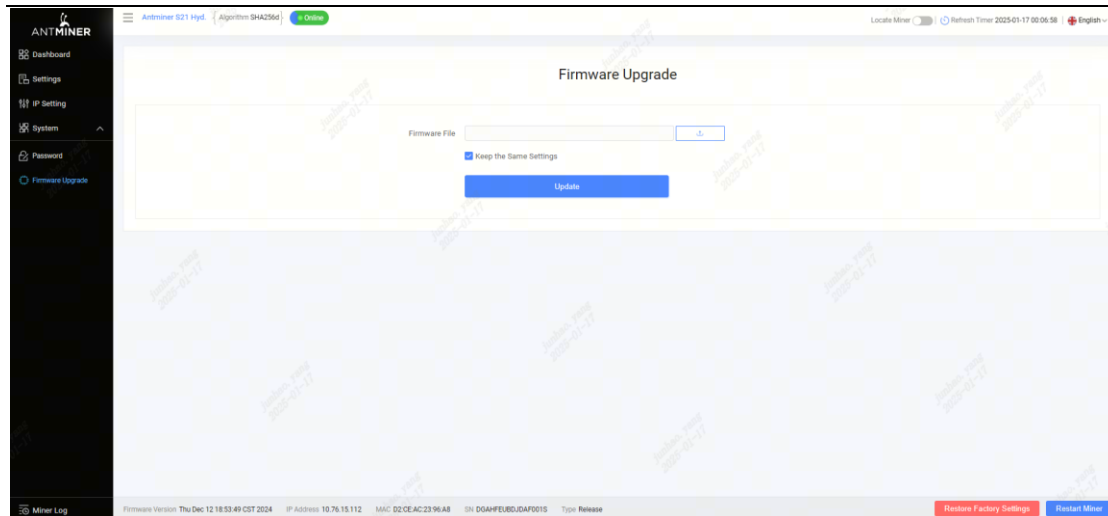 ANTMINER
Antminer S21 Hyd. Algorithm SHA256d Online
Locate Miner Refresh Timer 2025-01-17 00:06:58 English
Dashboard
Settings
IP Setting
System
Password
Firmware Upgrade
Miner Log
Firmware Upgrade
Firmware File
Keep the Same Settings
Update
Firmware Version Thu Dec 12 18:53:49 CST 2024 IP Address 10.76.15.112 MAC D2:CE:AC:23:96:A8 SN DGAHFEUBDJDAF001S Type Release
Restore Factory Settings Restart Miner